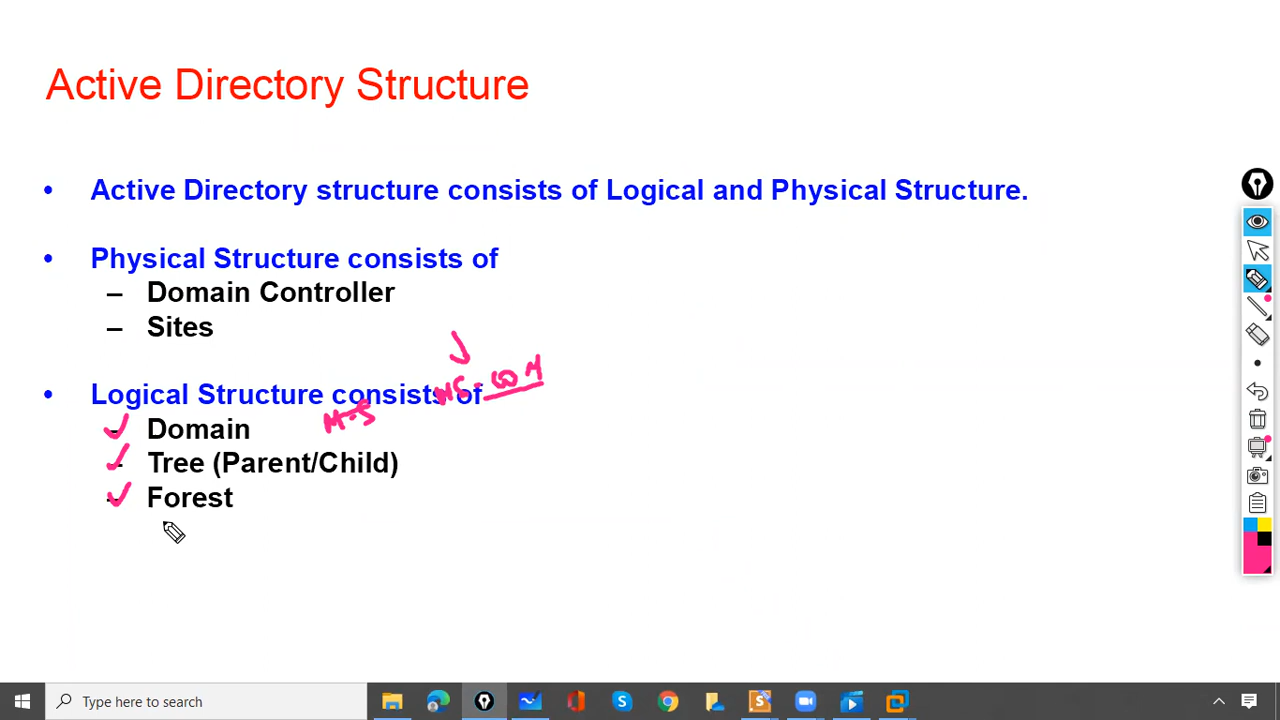 Active Directory Structure
• Active Directory structure consists of Logical and Physical Structure.
• Physical Structure consists of
– Domain Controller
– Sites
• Logical Structure consists of
– Domain
– Tree (Parent/Child)
– Forest
Type here to search